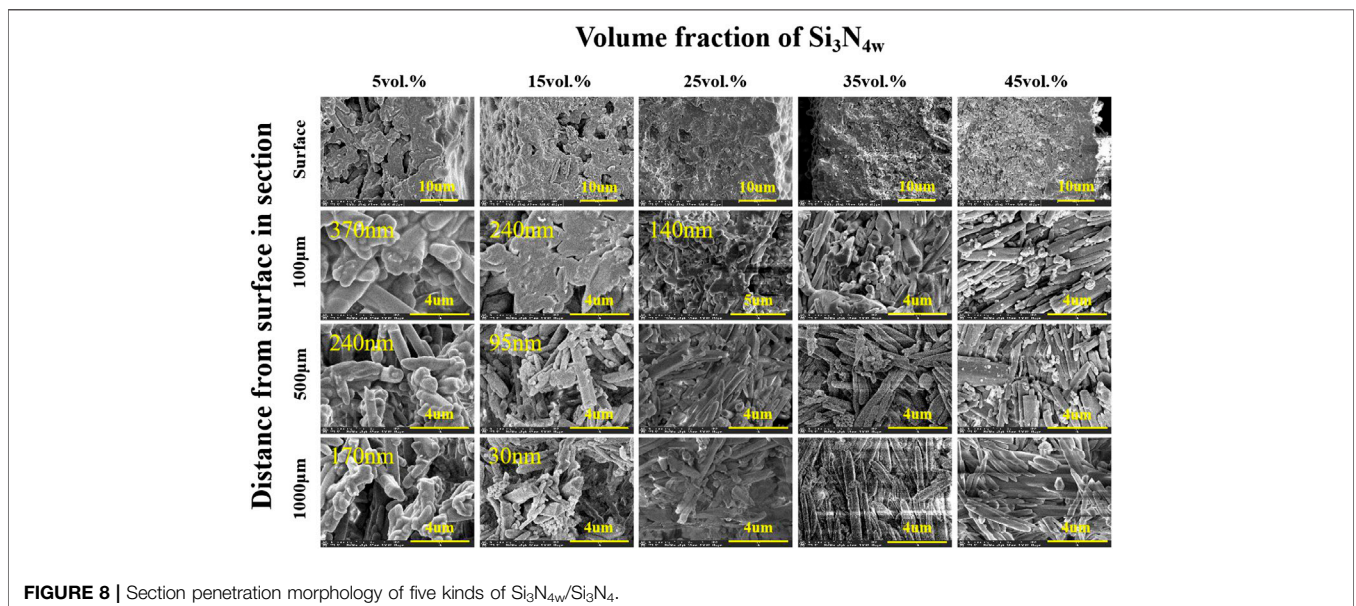 Volume fraction of Si₃N₄w
5vol.% 15vol.% 25vol.% 35vol.% 45vol.%
Distance from surface in section
Surface
10um 10um 10um 10um 10um
100μm
370nm 240nm 140nm
4um 4um 5um 4um 4um
500μm
240nm 95nm
4um 4um 4um 4um 4um
1000μm
170nm 30nm
4um 4um 4um 4um 4um
FIGURE 8 | Section penetration morphology of five kinds of Si₃N₄w/Si₃N₄.